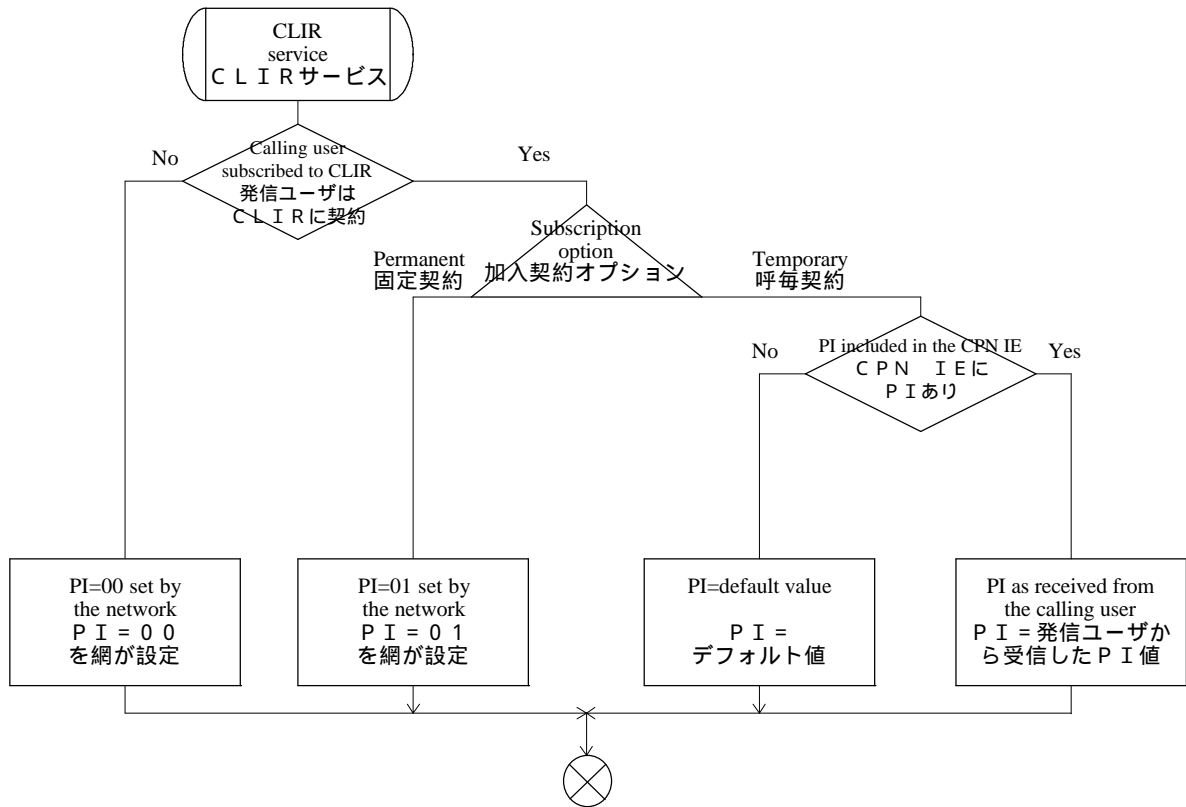 CLIR
service
ＣＬＩＲサービス
No
Calling user
subscribed to CLIR
発信ユーザは
ＣＬＩＲに契約
Yes
Subscription
option
加入契約オプション
Permanent
固定契約
Temporary
呼毎契約
No
PI included in the CPN IE
ＣＰＮ　ＩＥに
ＰＩあり
Yes
PI=00 set by
the network
ＰＩ＝００
を網が設定
PI=01 set by
the network
ＰＩ＝０１
を網が設定
PI=default value
ＰＩ＝
デフォルト値
PI as received from
the calling user
ＰＩ＝発信ユーザか
ら受信したＰＩ値